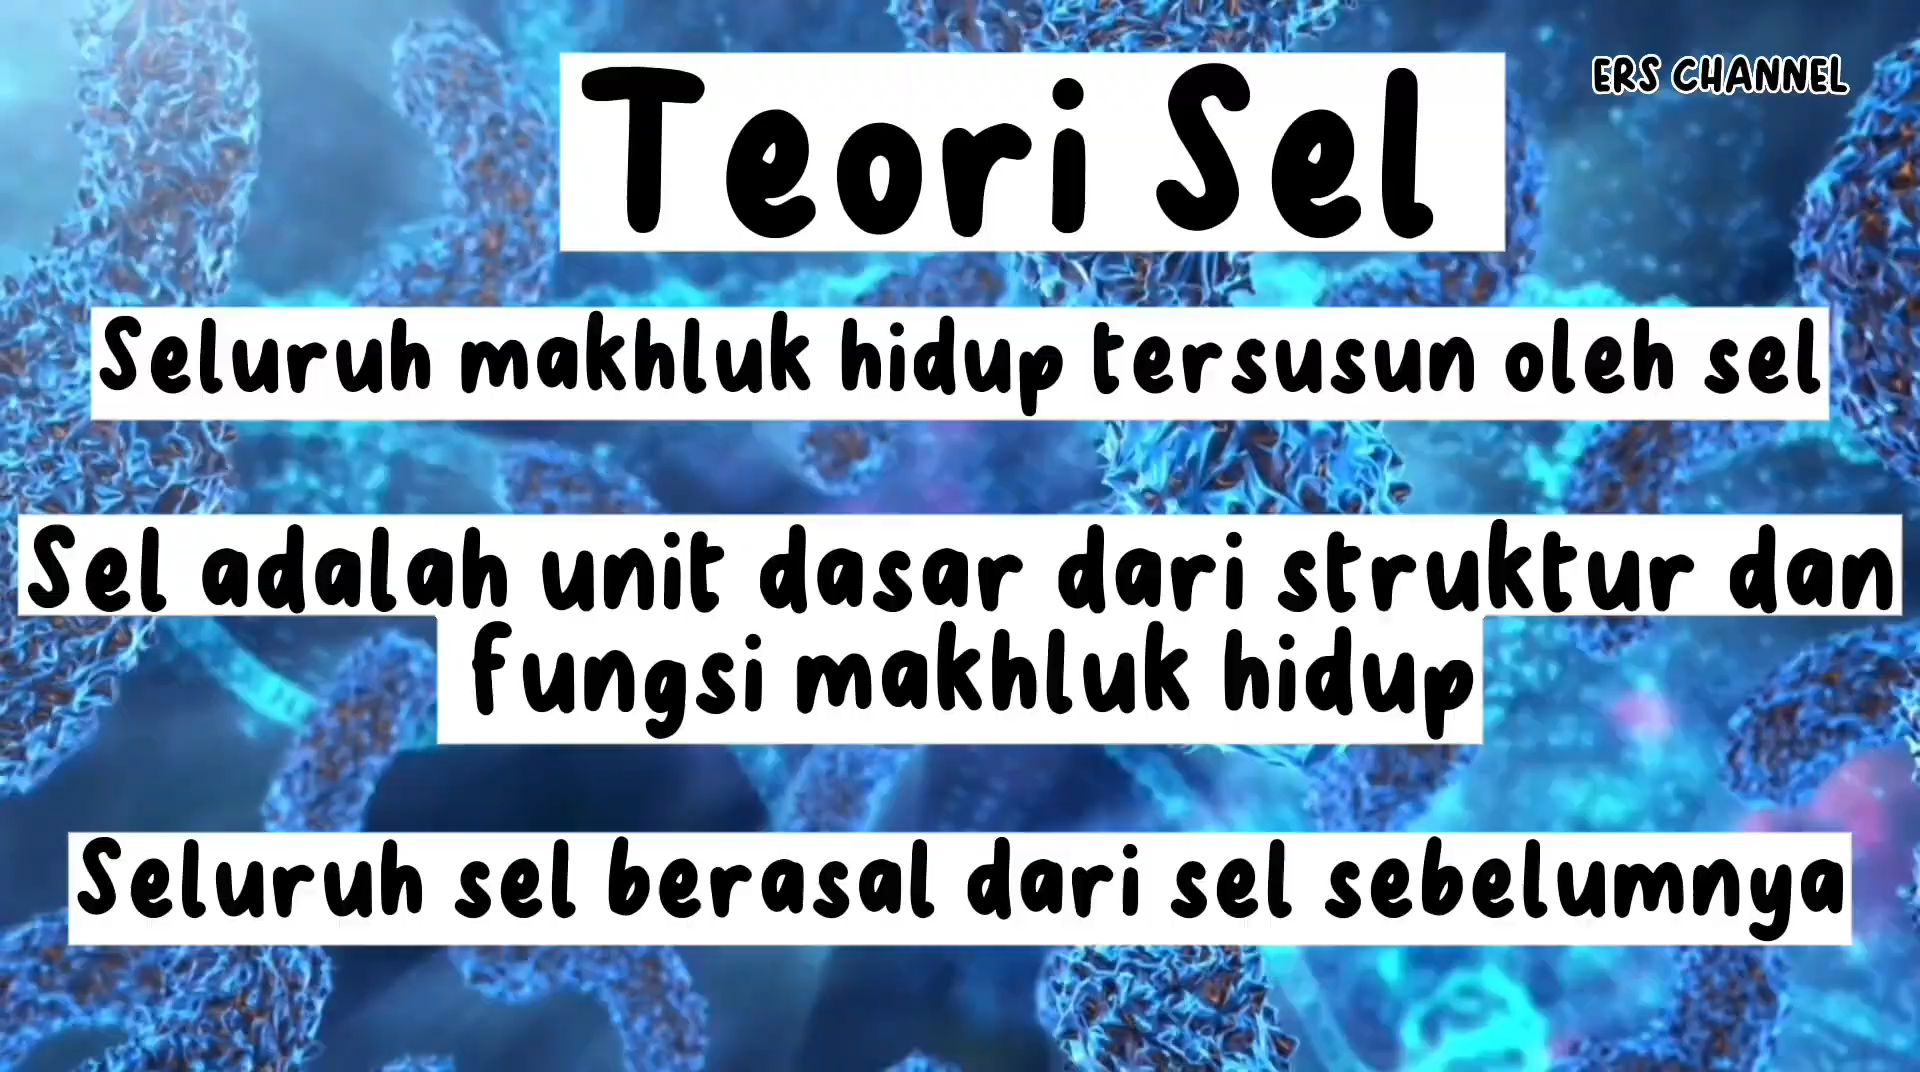 Teori Sel
ERS CHANNEL
Seluruh makhluk hidup tersusun oleh sel
Sel adalah unit dasar dari struktur dan
fungsi makhluk hidup
Seluruh sel berasal dari sel sebelumnya